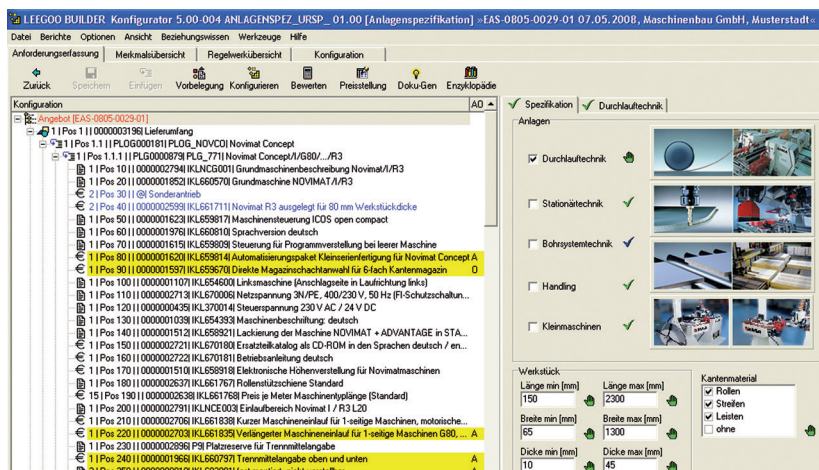 LEEGOO BUILDER Konfigurator 5.00-004 ANLAGENSPEZ_URSP_ 01.00 [Anlagenspezifikation] »EAS-0805-0029-01 07.05.2008, Maschinenbau GmbH, Musterstadt«
Datei Berichte Optionen Ansicht Beziehungswissen Werkzeuge Hilfe
Anforderungserfassung Merkmalsübersicht Regelwerkübersicht Konfiguration
Zurück Speichern Einfügen Vorbelegung Konfigurieren Bewerten Preisstellung Doku-Gen Enzyklopädie
Konfiguration AO
Angebot [EAS-0805-0029-01]
1 | Pos 1 | | 0000003196| Lieferumfang
1 | Pos 1.1 | | PLOG000181| PLOG_NOVCO| Novimat Concept
1 | Pos 1.1.1 | | PLG0000879| PLG_771| Novimat Concept/I/G80/.../R3
1 | Pos 10 | | 0000002794| IKLNCG001| Grundmaschinenbeschreibung Novimat/I/R3
1 | Pos 20 | | 0000001852| IKL660570| Grundmaschine NOVIMAT/I/R3
2 | Pos 30 | | @| Sonderantrieb
2 | Pos 40 | | 0000002599| IKL661711| Novimat R3 ausgelegt für 80 mm Werkstückdicke
1 | Pos 50 | | 0000001623| IKL659817| Maschinensteuerung ICOS open compact
1 | Pos 60 | | 0000001976| IKL660810| Sprachversion deutsch
1 | Pos 70 | | 0000001615| IKL659809| Steuerung für Programmverstellung bei leerer Maschine
1 | Pos 80 | | 0000001620| IKL659814| Automatisierungspaket Kleinserienfertigung für Novimat Concept A
1 | Pos 90 | | 0000001597| IKL659670| Direkte Magazinschachtanwahl für 6-fach Kantenmagazin O
1 | Pos 100 | | 0000001107| IKL654600| Linksmaschine (Anschlagseite in Laufrichtung links)
1 | Pos 110 | | 0000002713| IKL670006| Netzspannung 3N/PE, 400/230 V, 50 Hz (FI-Schutzschaltun...
1 | Pos 120 | | 0000000435| IKL370014| Steuerspannung 230 V AC / 24 V DC
1 | Pos 130 | | 0000001039| IKL654393| Maschinenbeschriftung: deutsch
1 | Pos 140 | | 0000001512| IKL658921| Lackierung der Maschine NOVIMAT + ADVANTAGE in STA...
1 | Pos 150 | | 0000002721| IKL670180| Ersatzteilkatalog als CD-ROM in den Sprachen deutsch / en...
1 | Pos 160 | | 0000002722| IKL670181| Betriebsanleitung deutsch
1 | Pos 170 | | 0000001510| IKL658918| Elektronische Höhenverstellung für Novimatmaschinen
1 | Pos 180 | | 0000002637| IKL661767| Rollenstützschiene Standard
15 | Pos 190 | | 0000002638| IKL661768| Preis je Meter Maschinentyplänge (Standard)
1 | Pos 200 | | 0000002791| IKLNCE003| Einlaufbereich Novimat I / R3 L20
1 | Pos 210 | | 0000002706| IKL661838| Kurzer Maschineneinlauf für 1-seitige Maschinen, motorische...
1 | Pos 220 | | 0000002703| IKL661835| Verlängerter Maschineneinlauf für 1-seitige Maschinen G80, ... A
1 | Pos 230 | | 0000002896| P9| Platzreserve für Trennmittelangabe
1 | Pos 240 | | 0000001966| IKL660797| Trennmittelangabe oben und unten A
Spezifikation Durchlauftechnik
Anlagen
Durchlauftechnik
Stationärtechnik
Bohrsystemtechnik
Handling
Kleinmaschinen
Werkstück
Länge min [mm] Länge max [mm]
150 2300
Breite min [mm] Breite max [mm]
65 1300
Dicke min [mm] Dicke max [mm]
10 45
Kantenmaterial
Rollen
Streifen
Leisten
ohne